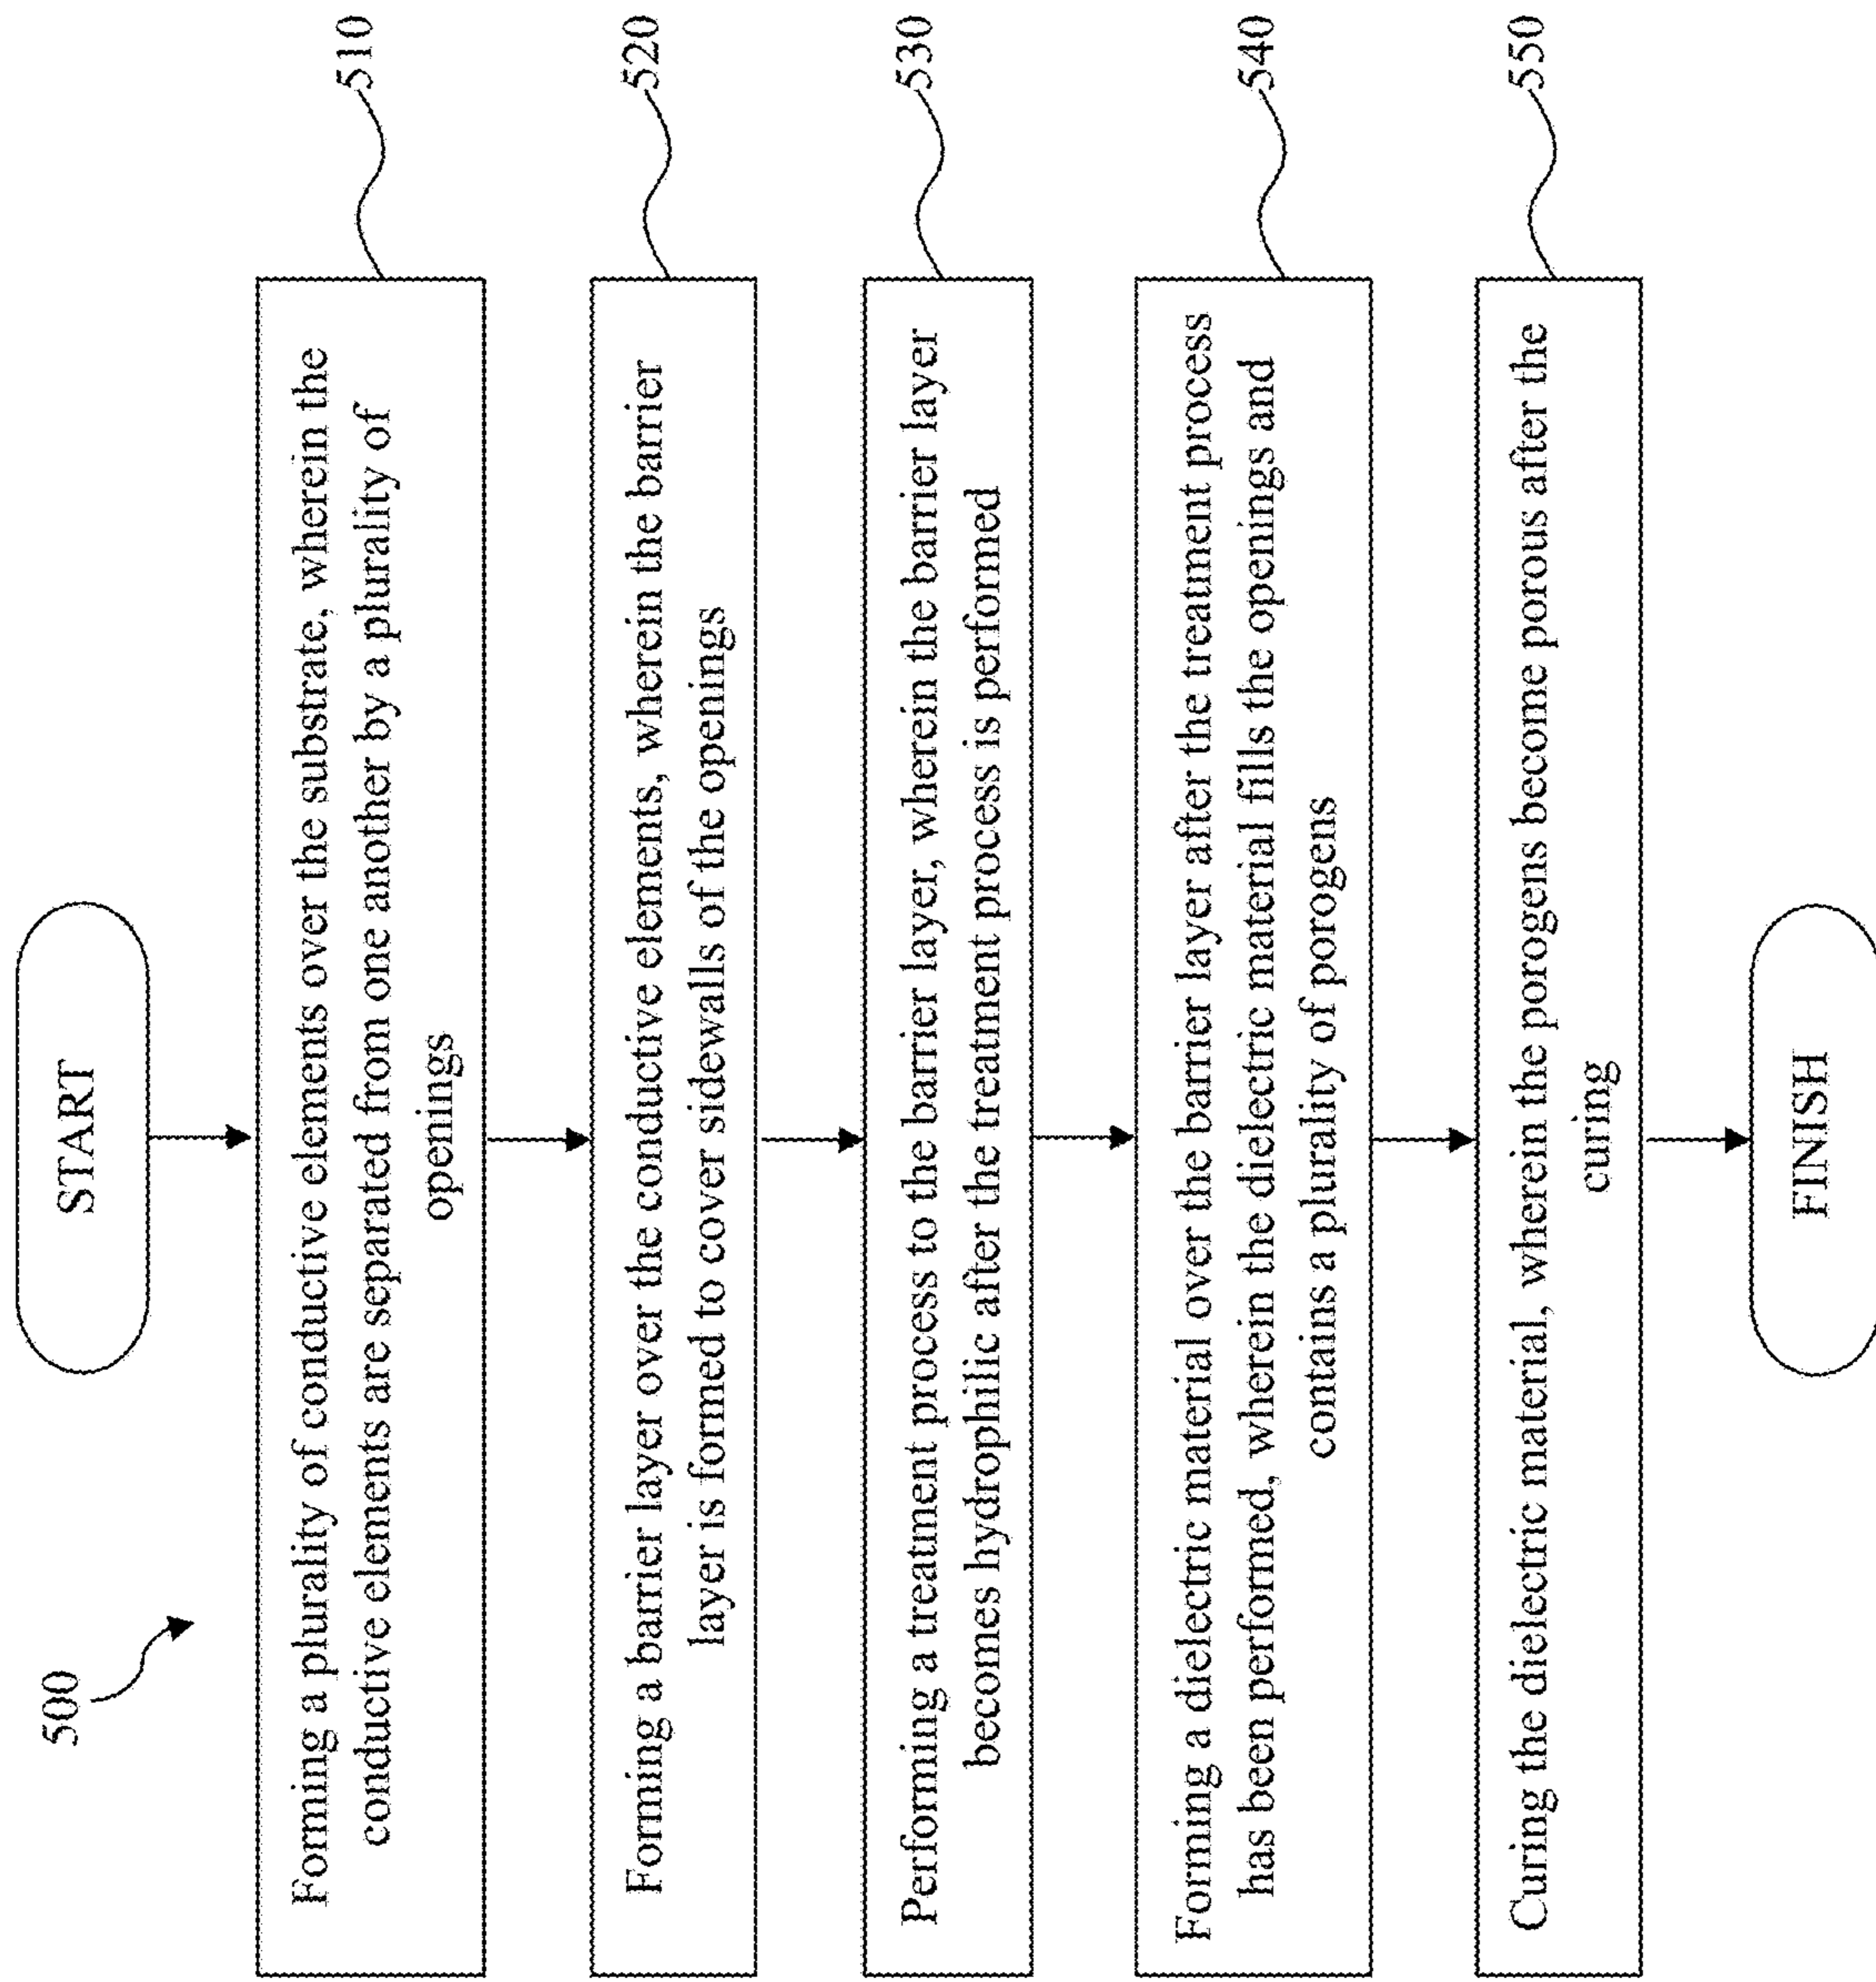 500
START
Forming a plurality of conductive elements over the substrate, wherein the
conductive elements are separated from one another by a plurality of
openings
510
Forming a barrier layer over the conductive elements, wherein the barrier
layer is formed to cover sidewalls of the openings
520
Performing a treatment process to the barrier layer, wherein the barrier layer
becomes hydrophilic after the treatment process is performed
530
Forming a dielectric material over the barrier layer after the treatment process
has been performed, wherein the dielectric material fills the openings and
contains a plurality of porogens
540
Curing the dielectric material, wherein the porogens become porous after the
curing
550
FINISH